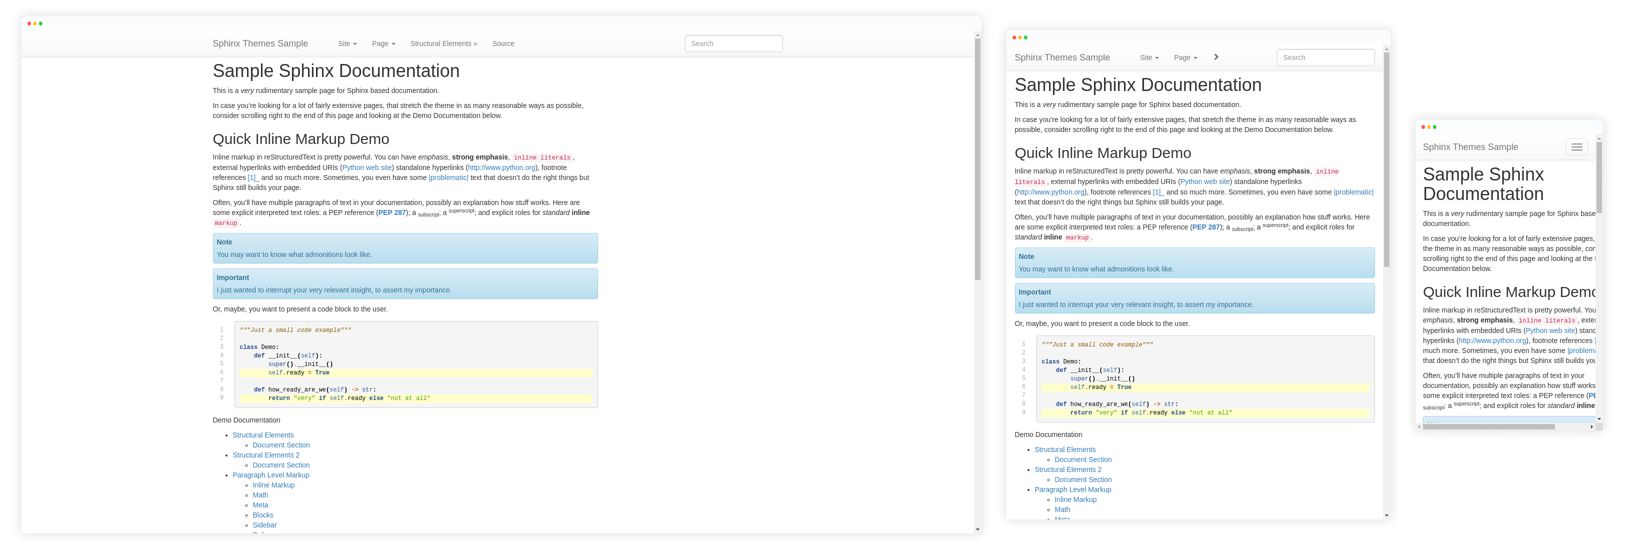 Sphinx Themes Sample
Site
Page
Structural Elements »
Source
Search
Sample Sphinx Documentation
This is a very rudimentary sample page for Sphinx based documentation.
In case you're looking for a lot of fairly extensive pages, that stretch the theme in as many reasonable ways as possible,
consider scrolling right to the end of this page and looking at the Demo Documentation below.
Quick Inline Markup Demo
Inline markup in reStructuredText is pretty powerful. You can have emphasis, strong emphasis, inline literals,
external hyperlinks with embedded URIs (Python web site) standalone hyperlinks (http://www.python.org), footnote
references [1]_ and so much more. Sometimes, you even have some |problematic| text that doesn't do the right things but
Sphinx still builds your page.
Often, you'll have multiple paragraphs of text in your documentation, possibly an explanation how stuff works. Here are
some explicit interpreted text roles: a PEP reference (PEP 287); a subscript; a superscript; and explicit roles for standard inline
markup.
Note
You may want to know what admonitions look like.
Important
I just wanted to interrupt your very relevant insight, to assert my importance.
Or, maybe, you want to present a code block to the user.
1 """Just a small code example"""
2
3 class Demo:
4 def __init__(self):
5 super().__init__()
6 self.ready = True
7
8 def how_ready_are_we(self) -> str:
9 return "very" if self.ready else "not at all"
Demo Documentation
• Structural Elements
◦ Document Section
• Structural Elements 2
◦ Document Section
• Paragraph Level Markup
◦ Inline Markup
◦ Math
◦ Meta
◦ Blocks
◦ Sidebar
Sphinx Themes Sample
Site
Page
Search
Sample Sphinx Documentation
This is a very rudimentary sample page for Sphinx based documentation.
In case you're looking for a lot of fairly extensive pages, that stretch the theme in as many reasonable ways as
possible, consider scrolling right to the end of this page and looking at the Demo Documentation below.
Quick Inline Markup Demo
Inline markup in reStructuredText is pretty powerful. You can have emphasis, strong emphasis, inline
literals, external hyperlinks with embedded URIs (Python web site) standalone hyperlinks
(http://www.python.org), footnote references [1]_ and so much more. Sometimes, you even have some |problematic|
text that doesn't do the right things but Sphinx still builds your page.
Often, you'll have multiple paragraphs of text in your documentation, possibly an explanation how stuff works. Here
are some explicit interpreted text roles: a PEP reference (PEP 287); a subscript; a superscript; and explicit roles for
standard inline markup.
Note
You may want to know what admonitions look like.
Important
I just wanted to interrupt your very relevant insight, to assert my importance.
Or, maybe, you want to present a code block to the user.
1 """Just a small code example"""
2
3 class Demo:
4 def __init__(self):
5 super().__init__()
6 self.ready = True
7
8 def how_ready_are_we(self) -> str:
9 return "very" if self.ready else "not at all"
Demo Documentation
• Structural Elements
◦ Document Section
• Structural Elements 2
◦ Document Section
• Paragraph Level Markup
◦ Inline Markup
◦ Math
Sphinx Themes Sample
Sample Sphinx
Documentation
This is a very rudimentary sample page for Sphinx base
documentation.
In case you're looking for a lot of fairly extensive pages,
the theme in as many reasonable ways as possible, con
scrolling right to the end of this page and looking at the
Documentation below.
Quick Inline Markup Demo
Inline markup in reStructuredText is pretty powerful. You
emphasis, strong emphasis, inline literals, exte
hyperlinks with embedded URIs (Python web site) stand
hyperlinks (http://www.python.org), footnote references
much more. Sometimes, you even have some |problema
that doesn't do the right things but Sphinx still builds you
Often, you'll have multiple paragraphs of text in your
documentation, possibly an explanation how stuff works
some explicit interpreted text roles: a PEP reference (PE
subscript; a superscript; and explicit roles for standard inline